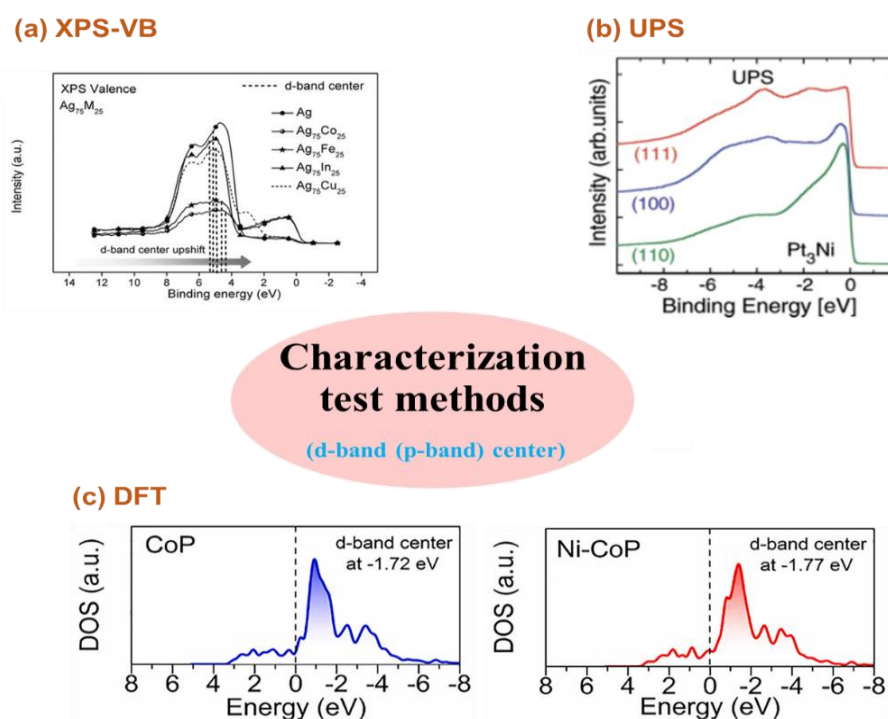 (a) XPS-VB
XPS Valence
Ag₇₅M₂₅
d-band center
Ag
Ag₇₅Co₂₅
Ag₇₅Fe₂₅
Ag₇₅In₂₅
Ag₇₅Cu₂₅
Intensity (a.u.)
d-band center upshift
14 12 10 8 6 4 2 0 -2 -4
Binding energy (eV)
(b) UPS
UPS
Intensity (arb.units)
(111)
(100)
(110)
Pt₃Ni
-8 -6 -4 -2 0
Binding Energy [eV]
Characterization
test methods
(d-band (p-band) center)
(c) DFT
CoP
d-band center
at -1.72 eV
DOS (a.u.)
8 6 4 2 0 -2 -4 -6 -8
Energy (eV)
Ni-CoP
d-band center
at -1.77 eV
DOS (a.u.)
8 6 4 2 0 -2 -4 -6 -8
Energy (eV)